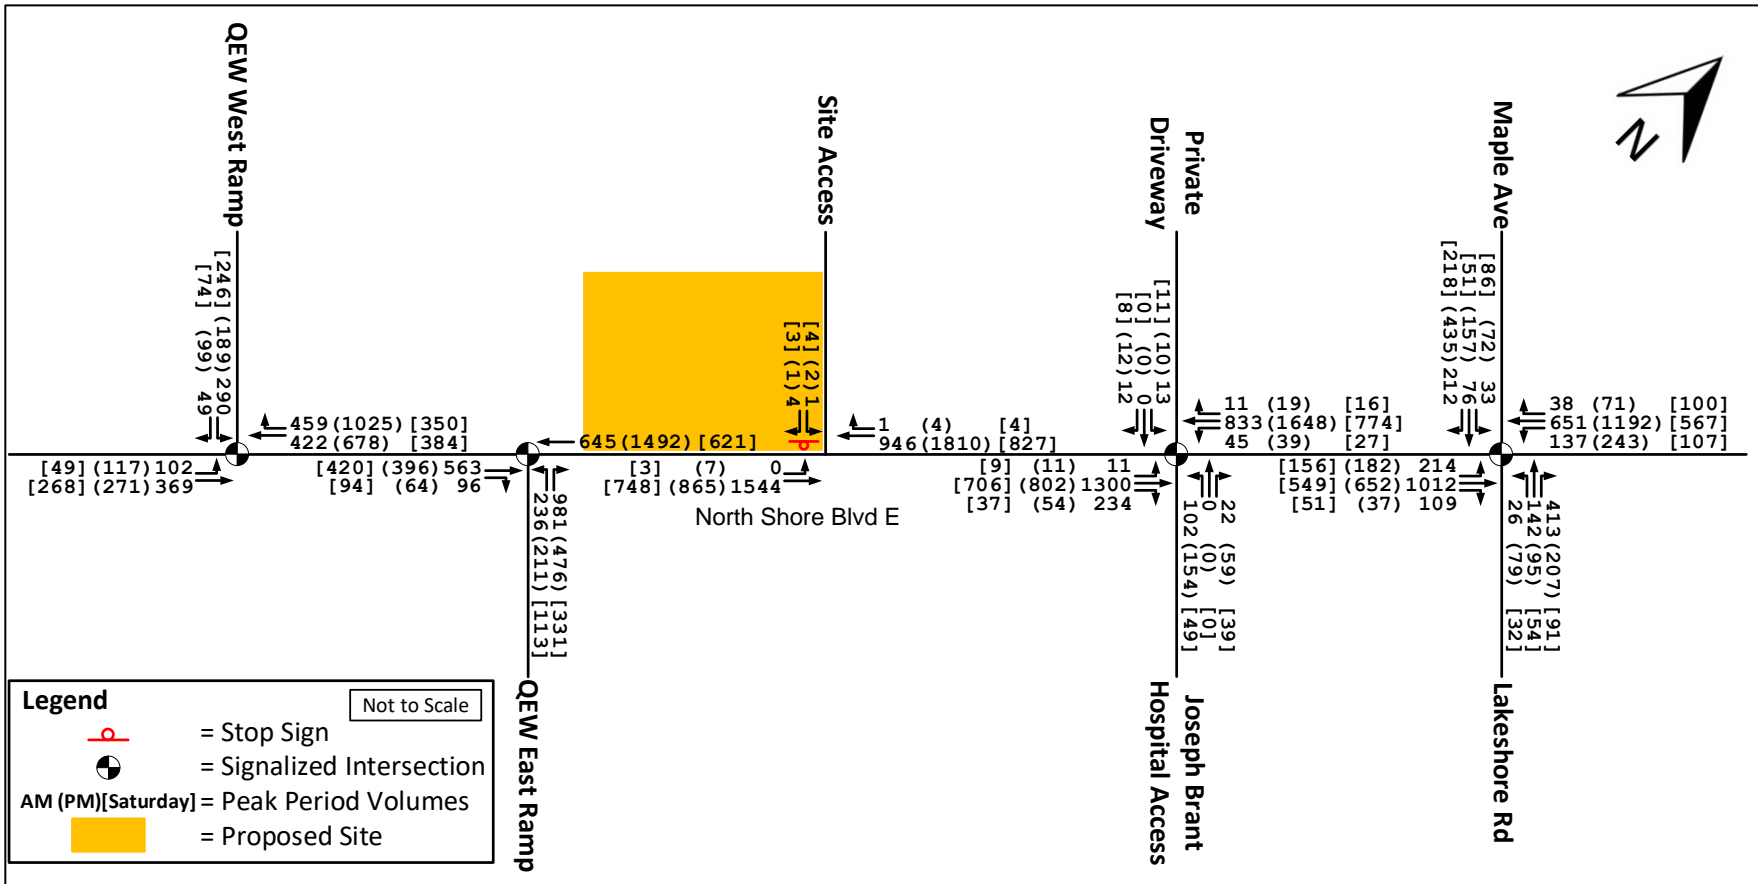 QEW West Ramp
Site Access
Private
Driveway
Maple Ave
N
[246](189)290
[74] (99) 49
459(1025)[350]
422(678) [384]
[49](117)102
[268](271)369
[420](396)563
[94] (64) 96
645(1492)[621]
981(476)[331]
236(211)[113]
QEW East Ramp
[4](2)1
[3](1)4
1 (4) [4]
946(1810)[827]
[3] (7) 0
[748](865)1544
North Shore Blvd E
[11](10)13
[0] (0) 0
[8](12)12
11 (19) [16]
833(1648)[774]
45 (39) [27]
[9] (11) 11
[706](802)1300
[37] (54) 234
22 (59) [39]
0 (0) [0]
102(154)[49]
Joseph Brant
Hospital Access
[86] (72) 33
[51](157) 76
[218](435)212
38 (71) [100]
651(1192)[567]
137(243) [107]
[156](182) 214
[549](652)1012
[51] (37) 109
413(207)[91]
142(95) [54]
26 (79) [32]
Lakeshore Rd
Legend
Not to Scale
= Stop Sign
= Signalized Intersection
AM (PM)[Saturday] = Peak Period Volumes
= Proposed Site